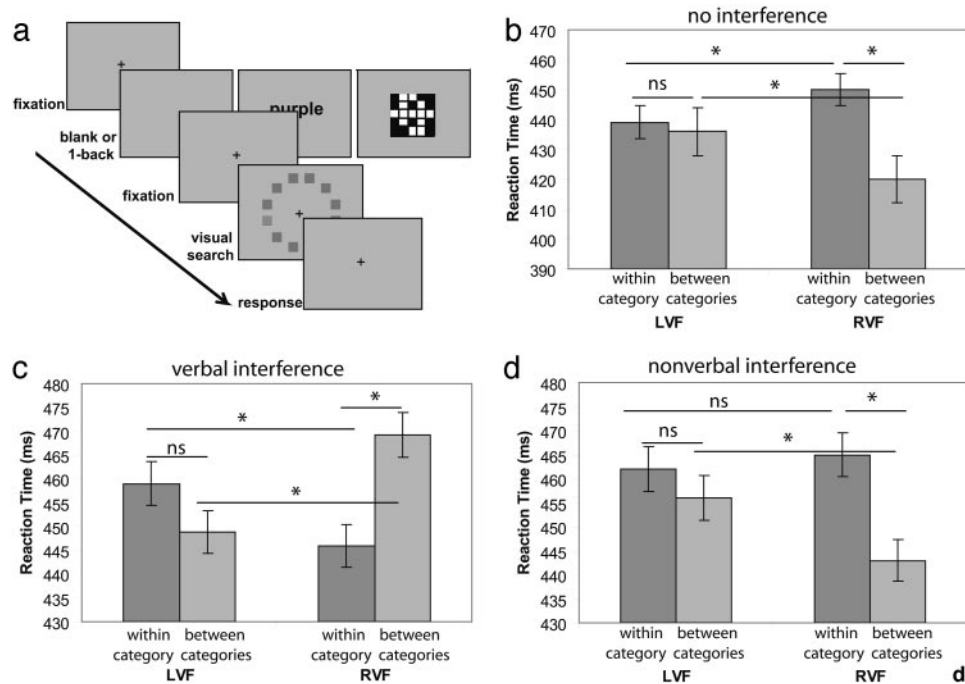 a
fixation
blank or
1-back
purple
fixation
visual
search
response
b
no interference
Reaction Time (ms)
470
460
450
440
430
420
410
400
390
*
ns
*
*
within
category
between
categories
within
category
between
categories
LVF
RVF
c
verbal interference
Reaction Time (ms)
480
475
470
465
460
455
450
445
440
435
430
*
*
ns
*
within
category
between
categories
within
category
between
categories
LVF
RVF
d
nonverbal interference
Reaction Time (ms)
480
475
470
465
460
455
450
445
440
435
430
ns
*
ns
*
within
category
between
categories
within
category
between
categories
LVF
RVF
d